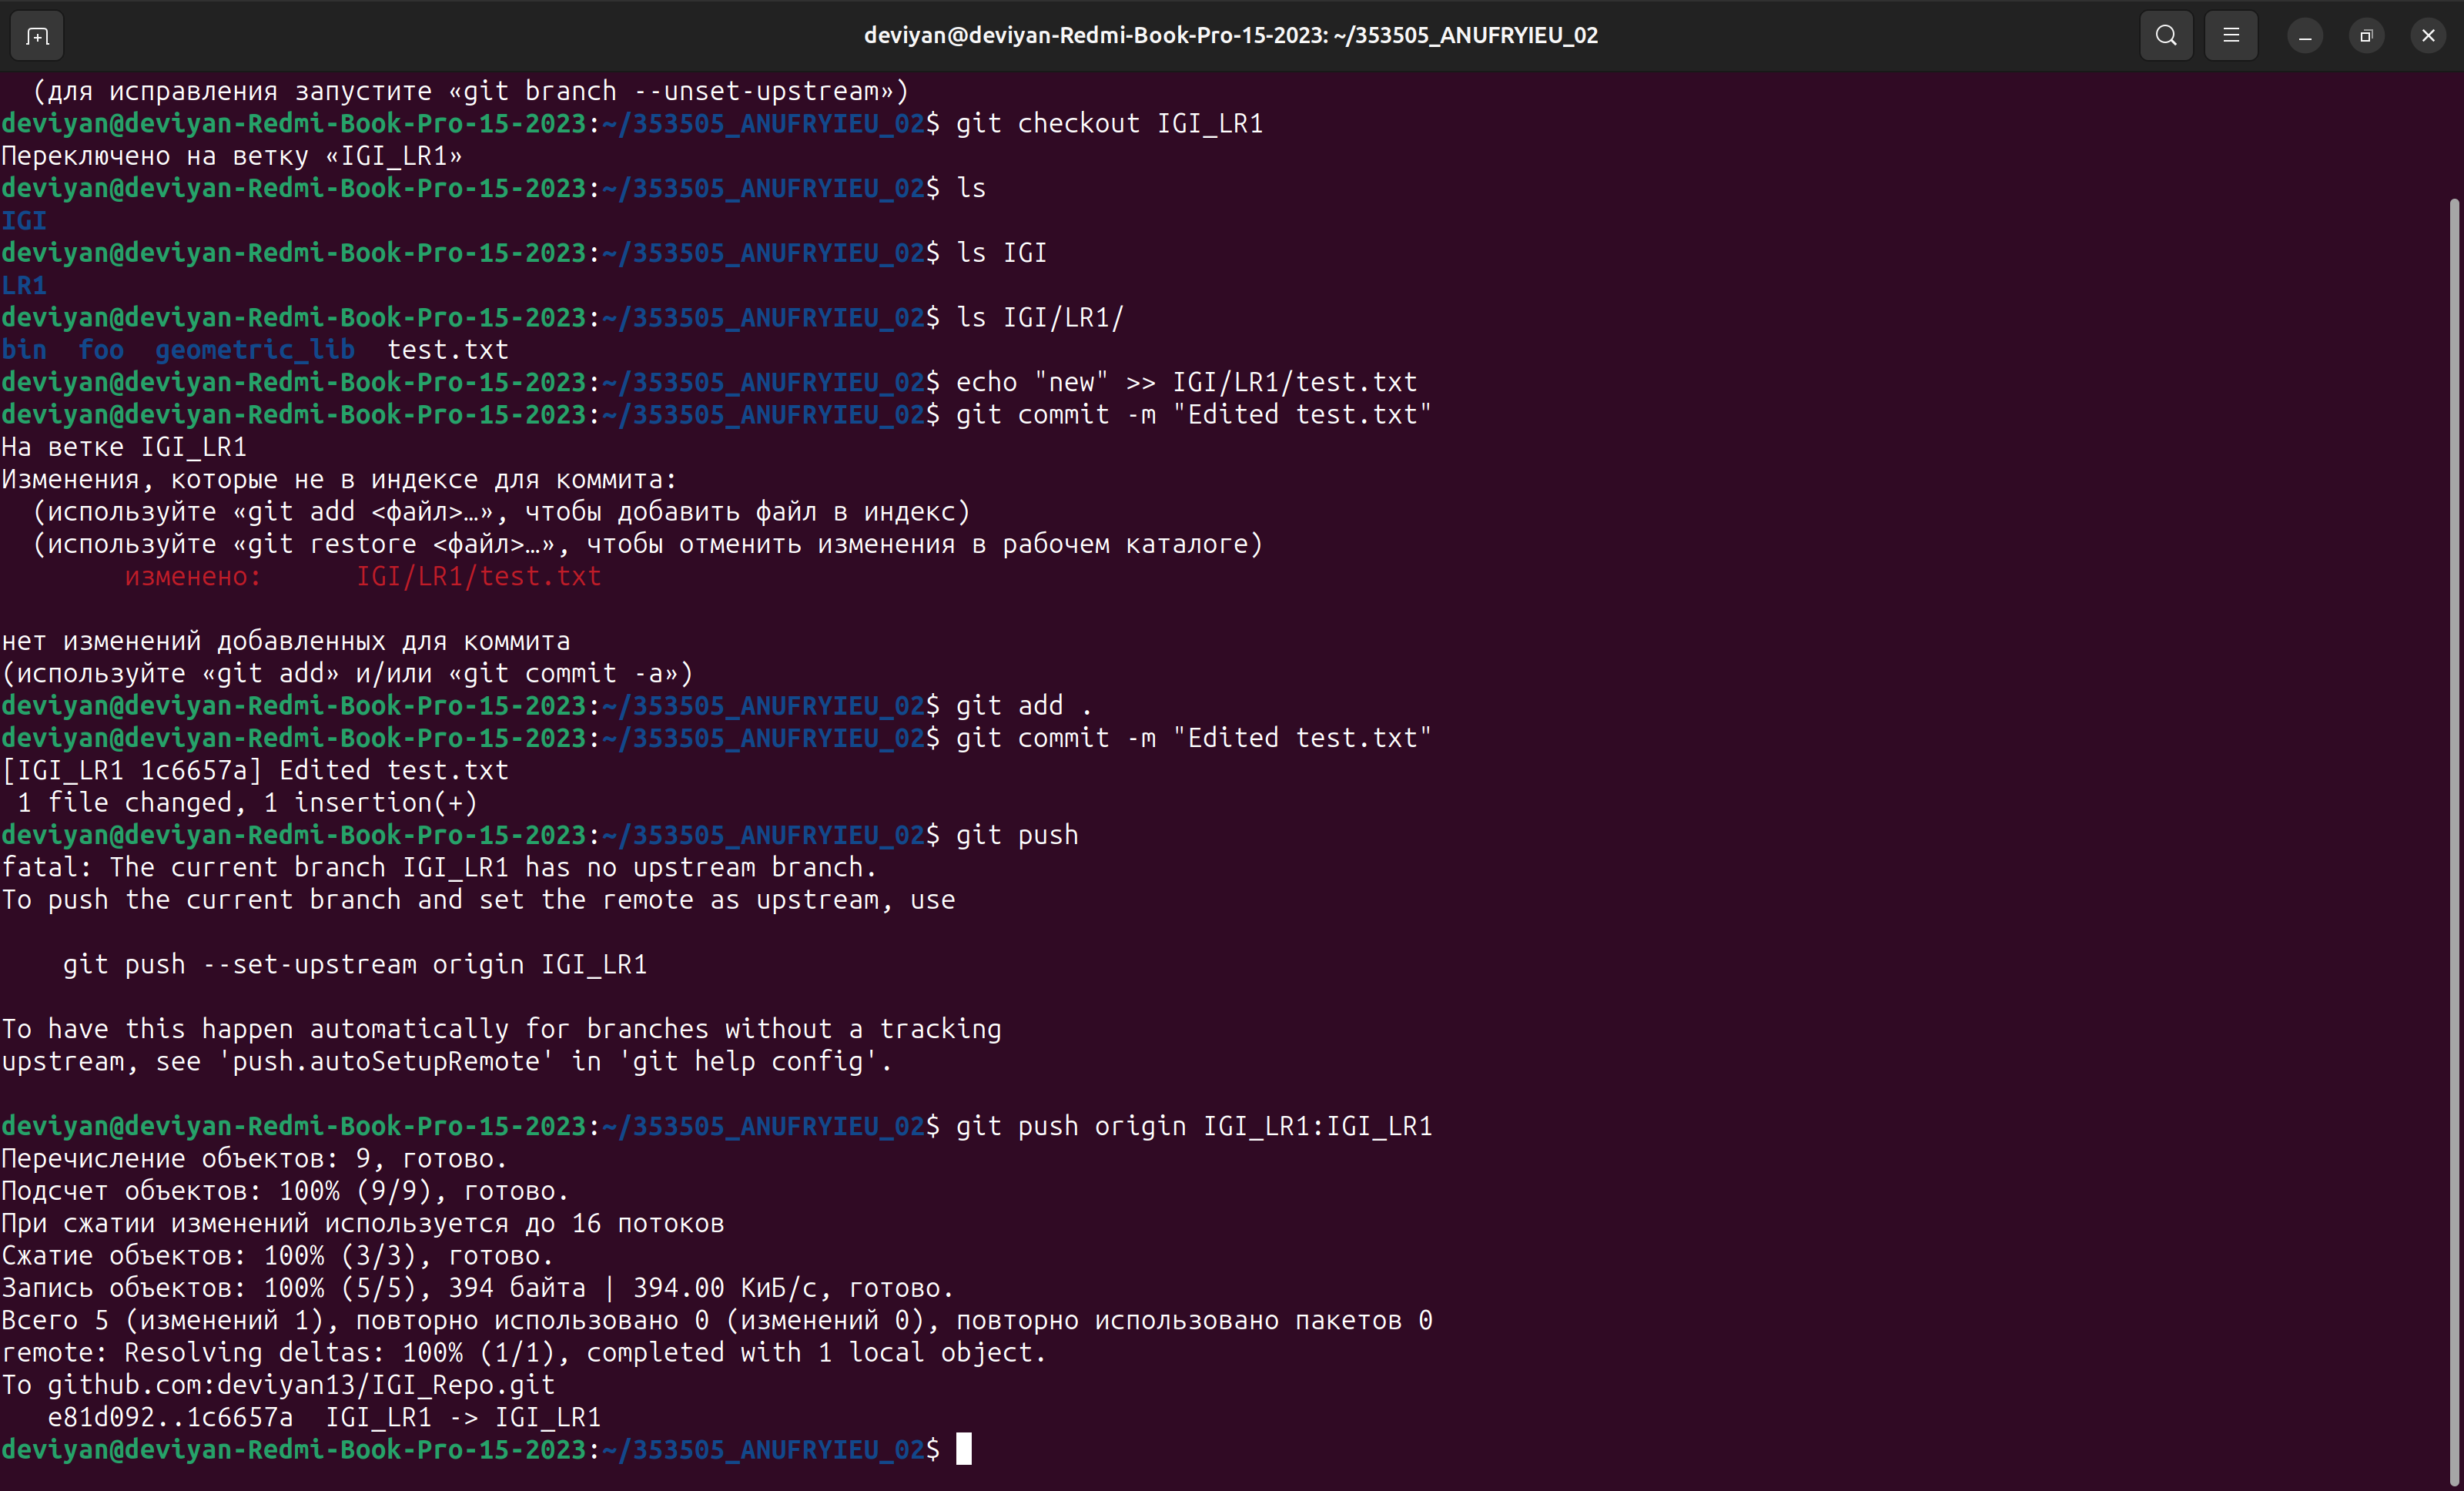 deviyan@deviyan-Redmi-Book-Pro-15-2023: ~/353505_ANUFRYIEU_02
  (для исправления запустите «git branch --unset-upstream»)
deviyan@deviyan-Redmi-Book-Pro-15-2023:~/353505_ANUFRYIEU_02$ git checkout IGI_LR1
Переключено на ветку «IGI_LR1»
deviyan@deviyan-Redmi-Book-Pro-15-2023:~/353505_ANUFRYIEU_02$ ls
IGI
deviyan@deviyan-Redmi-Book-Pro-15-2023:~/353505_ANUFRYIEU_02$ ls IGI
LR1
deviyan@deviyan-Redmi-Book-Pro-15-2023:~/353505_ANUFRYIEU_02$ ls IGI/LR1/
bin  foo  geometric_lib  test.txt
deviyan@deviyan-Redmi-Book-Pro-15-2023:~/353505_ANUFRYIEU_02$ echo "new" >> IGI/LR1/test.txt
deviyan@deviyan-Redmi-Book-Pro-15-2023:~/353505_ANUFRYIEU_02$ git commit -m "Edited test.txt"
На ветке IGI_LR1
Изменения, которые не в индексе для коммита:
  (используйте «git add <файл>…», чтобы добавить файл в индекс)
  (используйте «git restore <файл>…», чтобы отменить изменения в рабочем каталоге)
        изменено:      IGI/LR1/test.txt

нет изменений добавленных для коммита
(используйте «git add» и/или «git commit -a»)
deviyan@deviyan-Redmi-Book-Pro-15-2023:~/353505_ANUFRYIEU_02$ git add .
deviyan@deviyan-Redmi-Book-Pro-15-2023:~/353505_ANUFRYIEU_02$ git commit -m "Edited test.txt"
[IGI_LR1 1c6657a] Edited test.txt
 1 file changed, 1 insertion(+)
deviyan@deviyan-Redmi-Book-Pro-15-2023:~/353505_ANUFRYIEU_02$ git push
fatal: The current branch IGI_LR1 has no upstream branch.
To push the current branch and set the remote as upstream, use

    git push --set-upstream origin IGI_LR1

To have this happen automatically for branches without a tracking
upstream, see 'push.autoSetupRemote' in 'git help config'.

deviyan@deviyan-Redmi-Book-Pro-15-2023:~/353505_ANUFRYIEU_02$ git push origin IGI_LR1:IGI_LR1
Перечисление объектов: 9, готово.
Подсчет объектов: 100% (9/9), готово.
При сжатии изменений используется до 16 потоков
Сжатие объектов: 100% (3/3), готово.
Запись объектов: 100% (5/5), 394 байта | 394.00 КиБ/с, готово.
Всего 5 (изменений 1), повторно использовано 0 (изменений 0), повторно использовано пакетов 0
remote: Resolving deltas: 100% (1/1), completed with 1 local object.
To github.com:deviyan13/IGI_Repo.git
   e81d092..1c6657a  IGI_LR1 -> IGI_LR1
deviyan@deviyan-Redmi-Book-Pro-15-2023:~/353505_ANUFRYIEU_02$